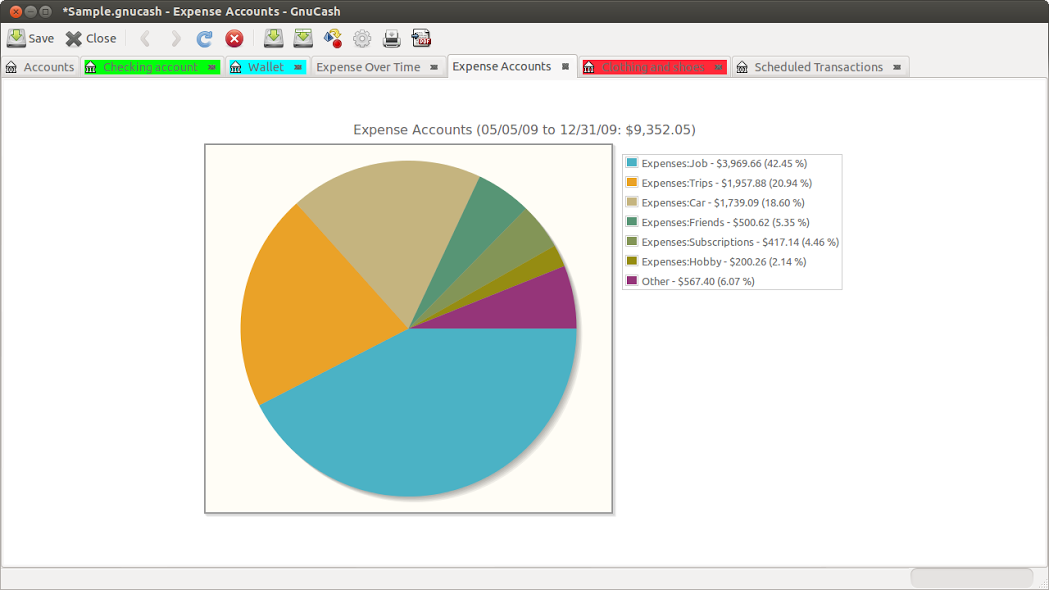 *Sample.gnucash - Expense Accounts - GnuCash
Save Close
Accounts Checking account Wallet Expense Over Time Expense Accounts Clothing and shoes Scheduled Transactions
Expense Accounts (05/05/09 to 12/31/09: $9,352.05)
Expenses:Job - $3,969.66 (42.45 %)
Expenses:Trips - $1,957.88 (20.94 %)
Expenses:Car - $1,739.09 (18.60 %)
Expenses:Friends - $500.62 (5.35 %)
Expenses:Subscriptions - $417.14 (4.46 %)
Expenses:Hobby - $200.26 (2.14 %)
Other - $567.40 (6.07 %)